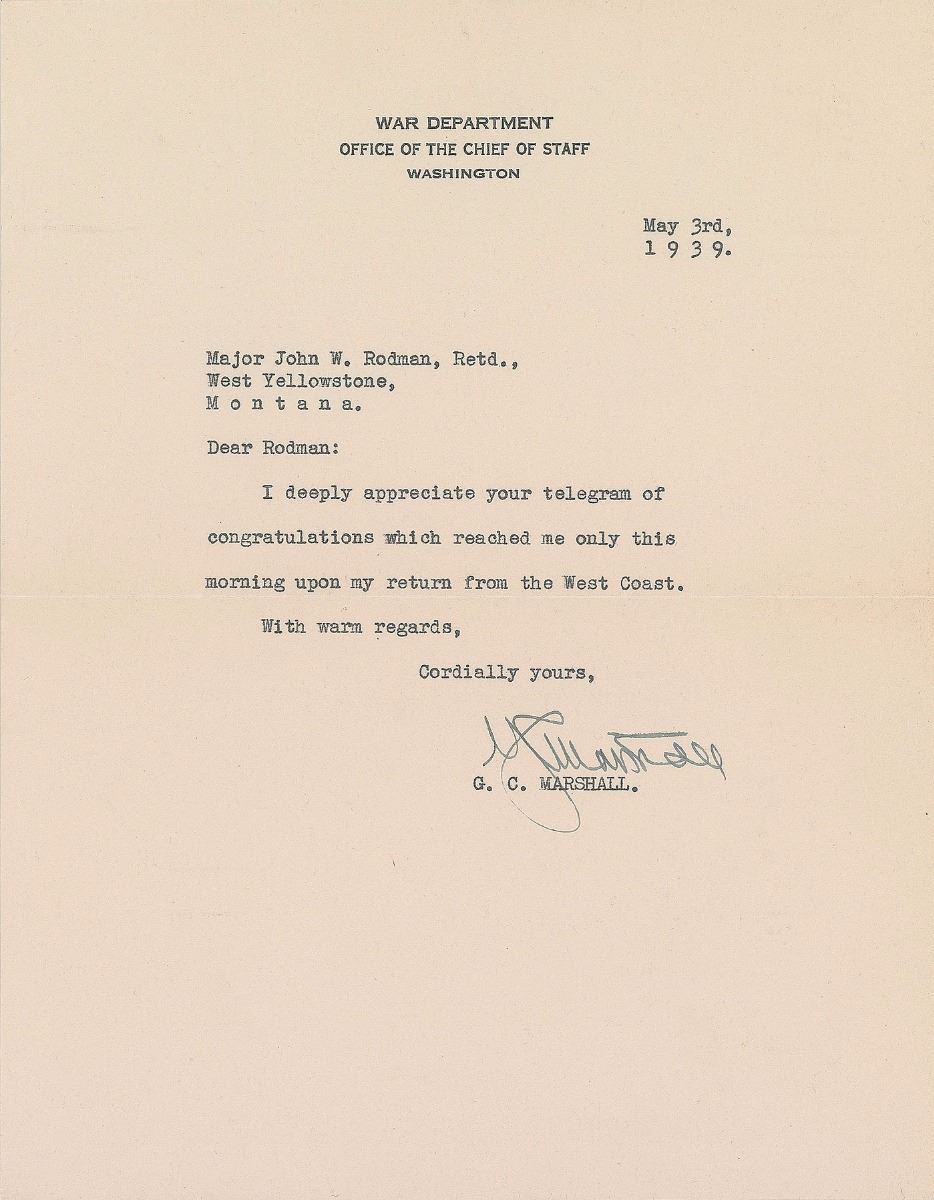 WAR DEPARTMENT
OFFICE OF THE CHIEF OF STAFF
WASHINGTON
May 3rd,
1 9 3 9.
Major John W. Rodman, Retd.,
West Yellowstone,
M o n t a n a.
Dear Rodman:
I deeply appreciate your telegram of
congratulations which reached me only this
morning upon my return from the West Coast.
With warm regards,
Cordially yours,
G. C. Marshall
G. C. MARSHALL.